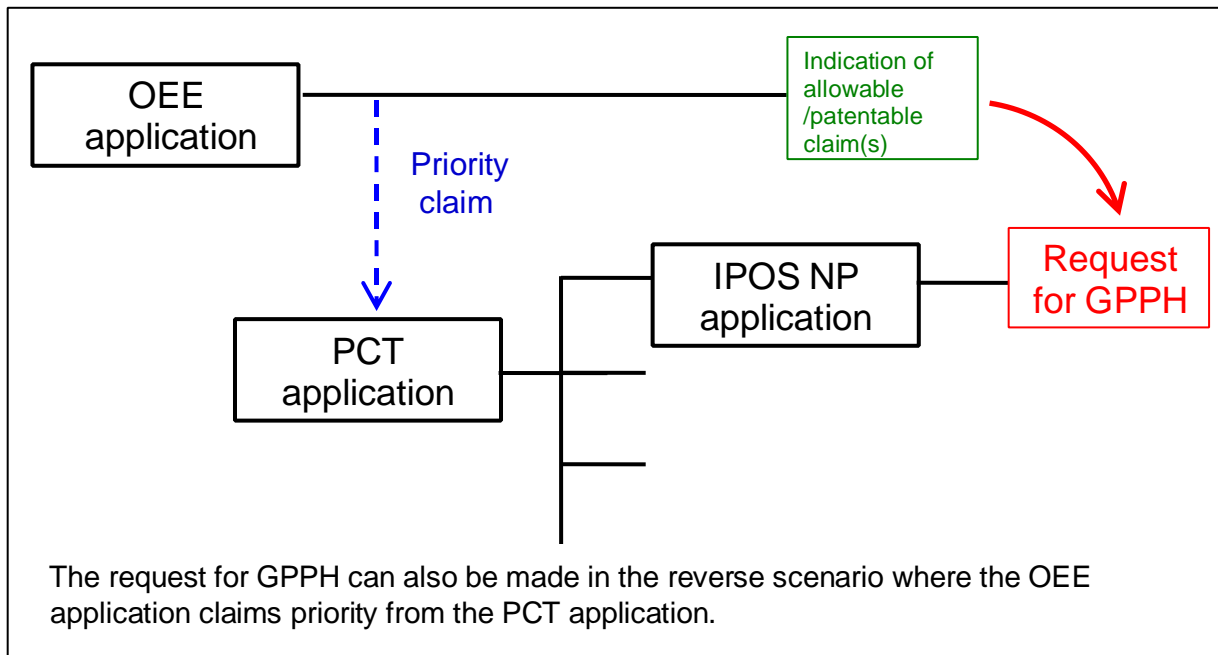 OEE
application
Indication of
allowable
/patentable
claim(s)
Priority
claim
IPOS NP
application
Request
for GPPH
PCT
application
The request for GPPH can also be made in the reverse scenario where the OEE
application claims priority from the PCT application.